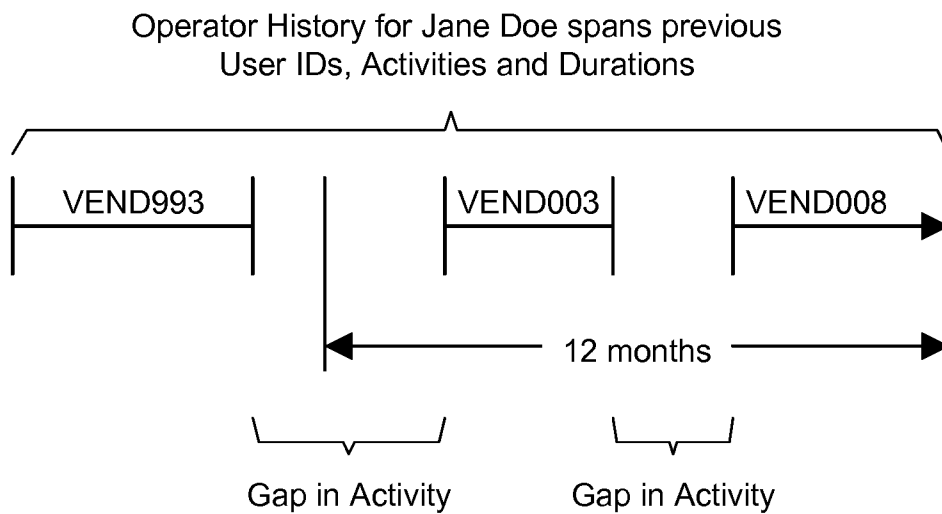 Operator History for Jane Doe spans previous
User IDs, Activities and Durations
VEND993
VEND003
VEND008
12 months
Gap in Activity
Gap in Activity